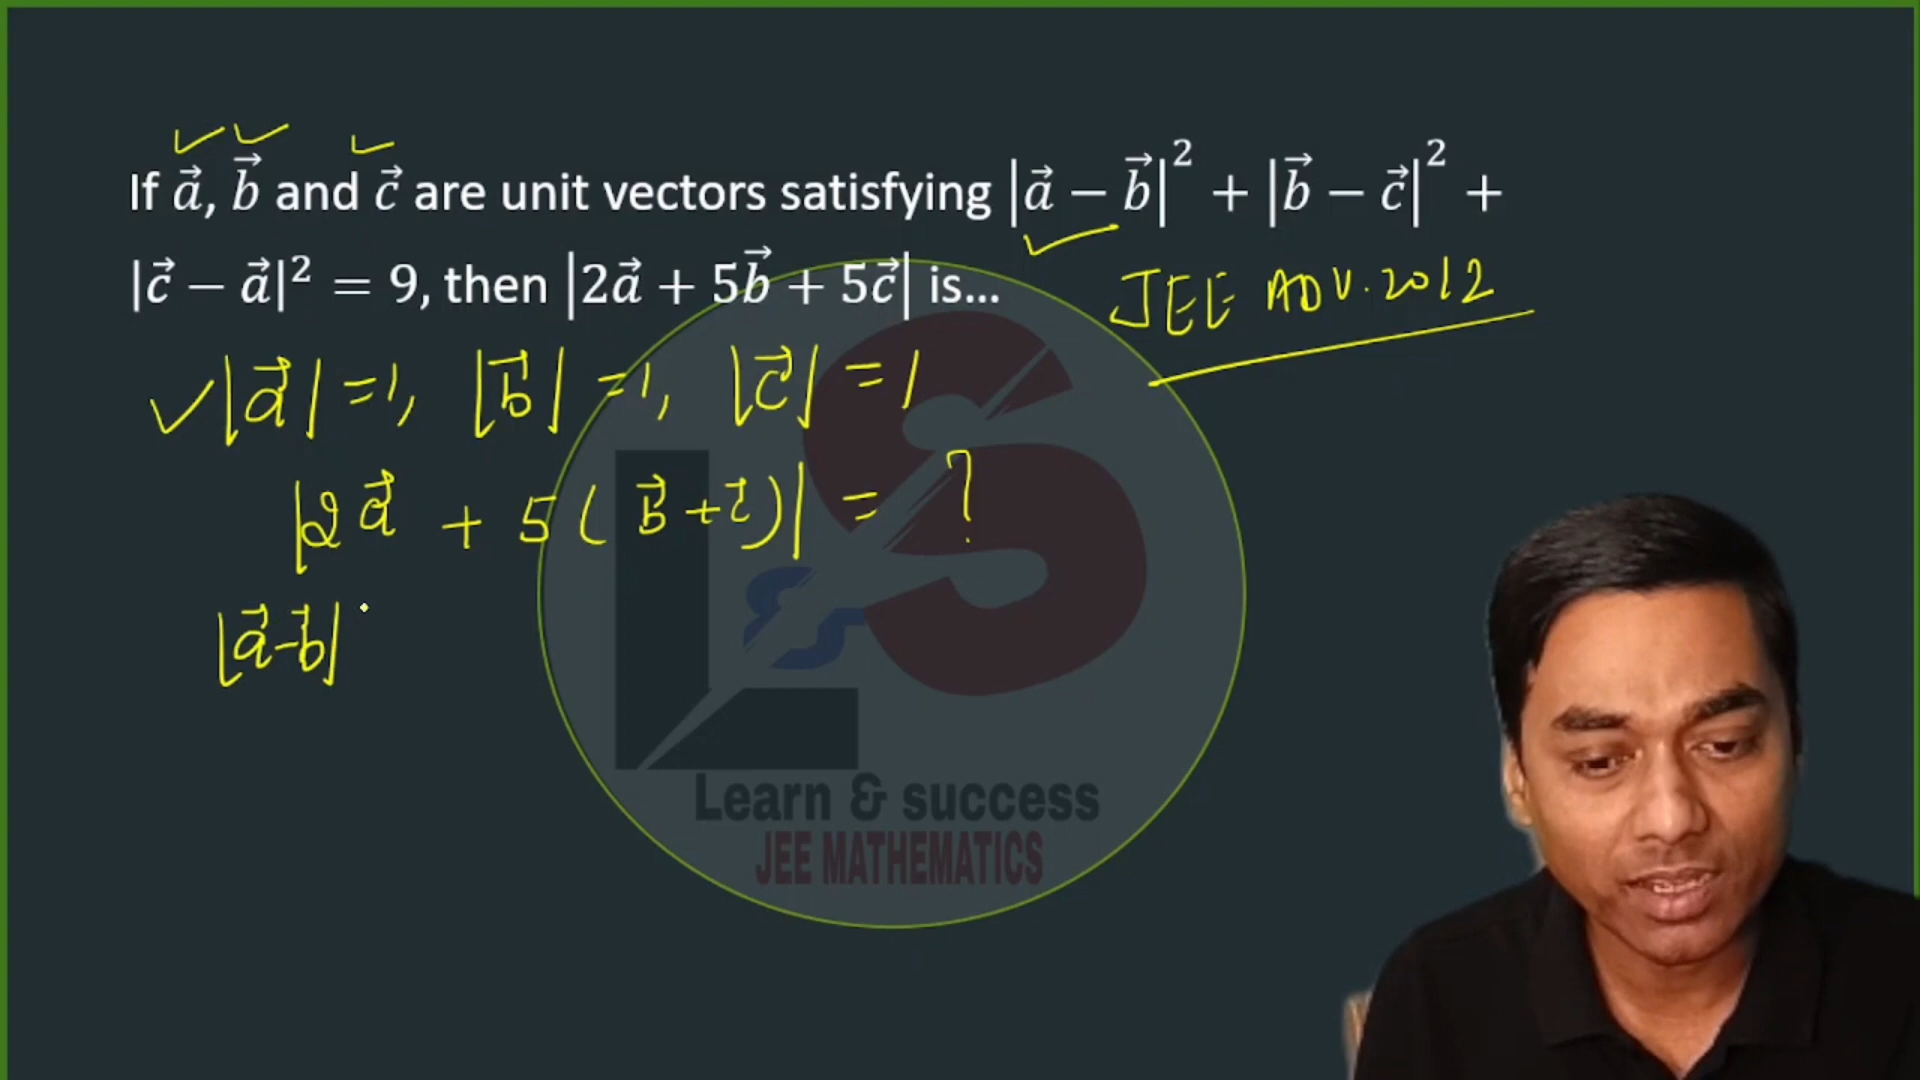 If a⃗, b⃗ and c⃗ are unit vectors satisfying |a⃗ − b⃗|² + |b⃗ − c⃗|² +
|c⃗ − a⃗|² = 9, then |2a⃗ + 5b⃗ + 5c⃗| is...
JEE ADV. 2012
|a⃗| = 1, |b⃗| = 1, |c⃗| = 1
|2a⃗ + 5(b⃗ + c⃗)| = ?
|a⃗ - b⃗|
LS
Learn & success
JEE MATHEMATICS